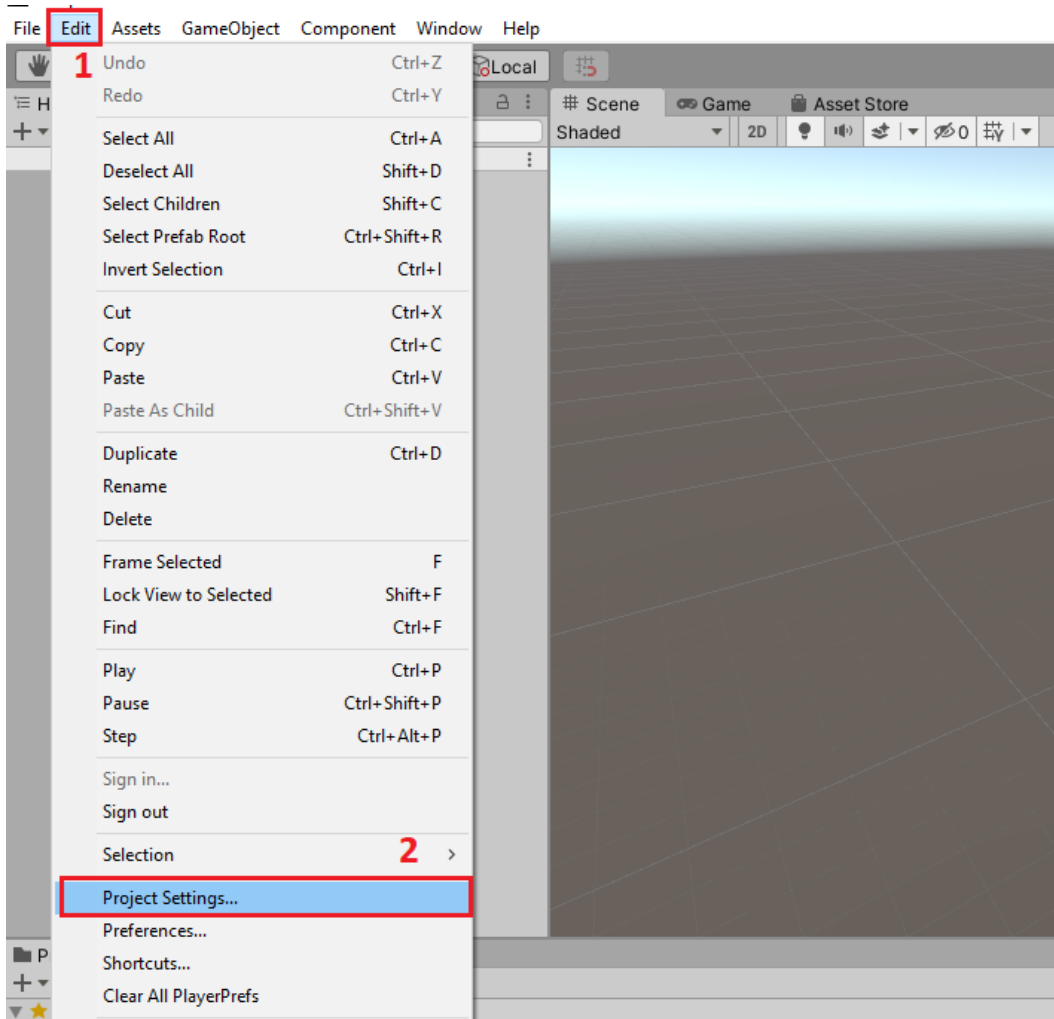 File Edit Assets GameObject Component Window Help
1 Undo Ctrl+Z
Local
Redo Ctrl+Y
H
# Scene Game Asset Store
Shaded 2D 0
Select All Ctrl+A
Deselect All Shift+D
Select Children Shift+C
Select Prefab Root Ctrl+Shift+R
Invert Selection Ctrl+I
Cut Ctrl+X
Copy Ctrl+C
Paste Ctrl+V
Paste As Child Ctrl+Shift+V
Duplicate Ctrl+D
Rename
Delete
Frame Selected F
Lock View to Selected Shift+F
Find Ctrl+F
Play Ctrl+P
Pause Ctrl+Shift+P
Step Ctrl+Alt+P
Sign in...
Sign out
Selection 2 >
Project Settings...
Preferences...
P
Shortcuts...
Clear All PlayerPrefs